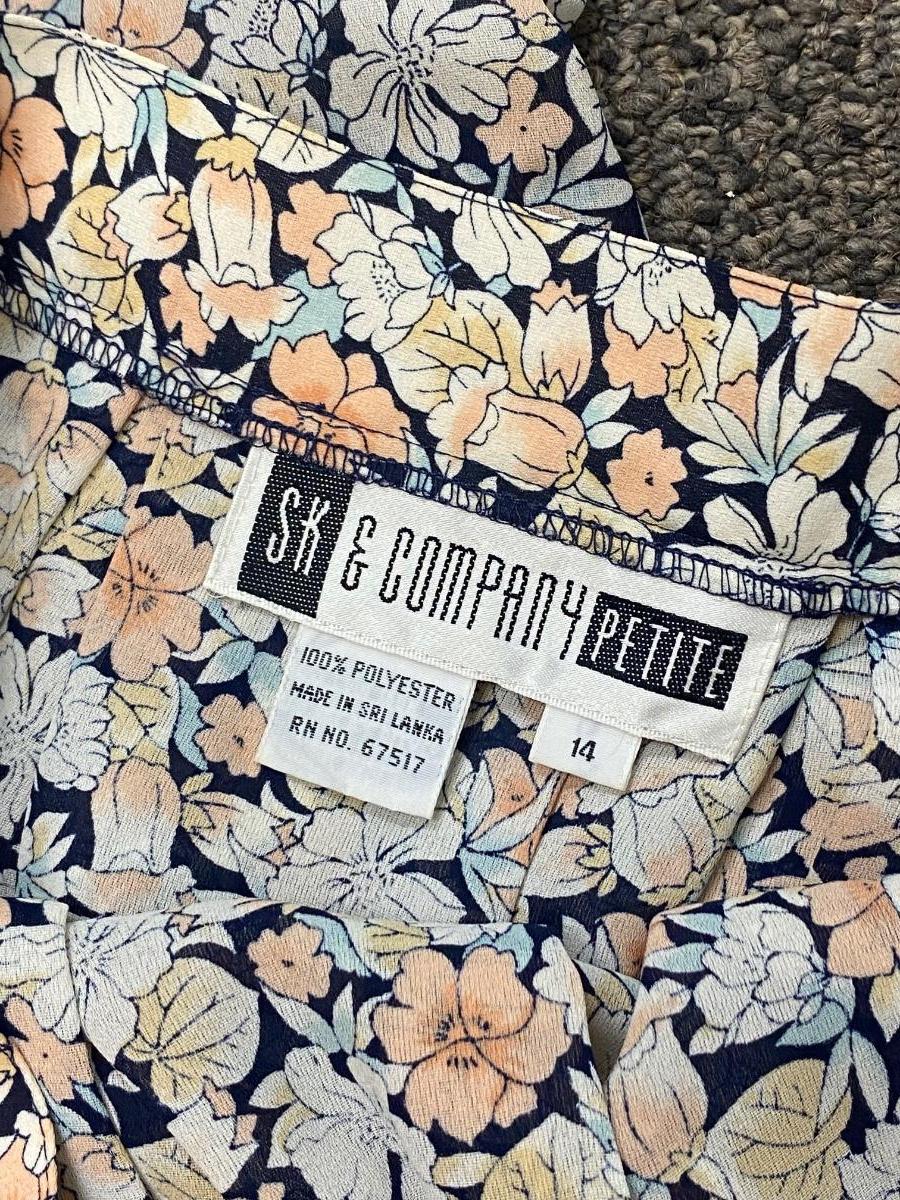 SK & COMPANY PETITE
100% POLYESTER
MADE IN SRI LANKA
RN NO. 67517
14